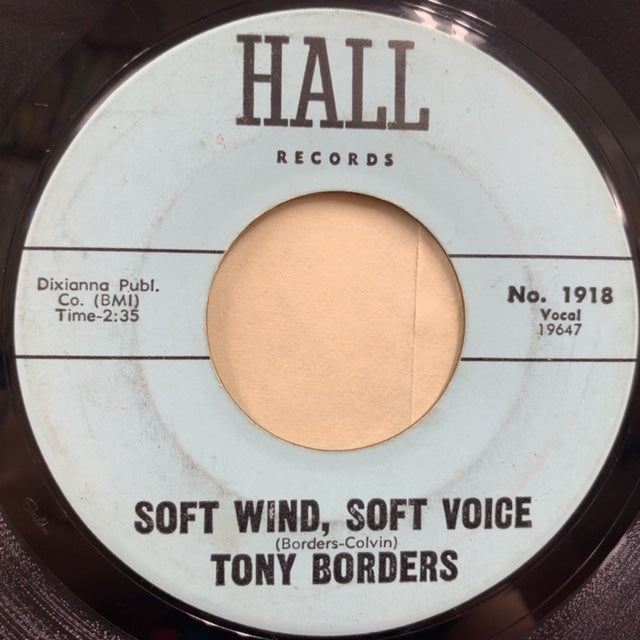 HALL
RECORDS
Dixianna Publ.
Co. (BMI)
Time-2:35
No. 1918
Vocal
19647
SOFT WIND, SOFT VOICE
(Borders-Colvin)
TONY BORDERS